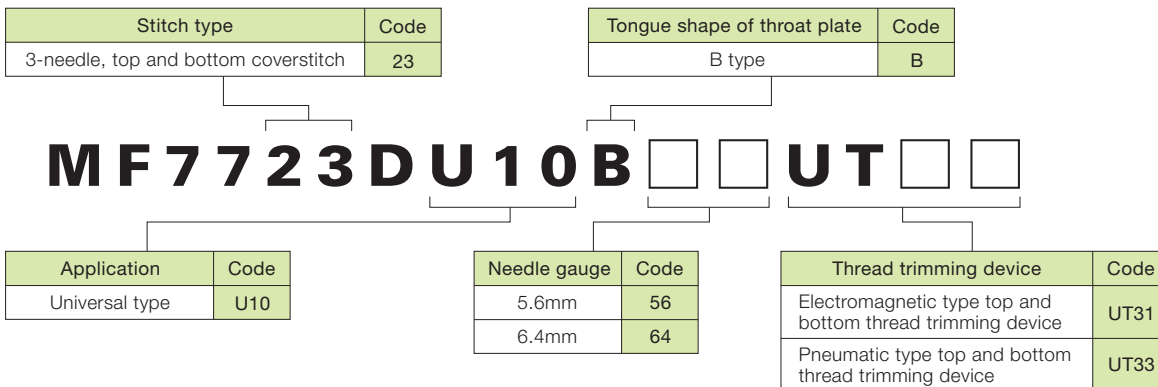 Stitch type Code
3-needle, top and bottom coverstitch 23
Tongue shape of throat plate Code
B type B
MF7723DU10B□□UT□□
Application Code
Universal type U10
Needle gauge Code
5.6mm 56
6.4mm 64
Thread trimming device Code
Electromagnetic type top and
bottom thread trimming device UT31
Pneumatic type top and bottom
thread trimming device UT33